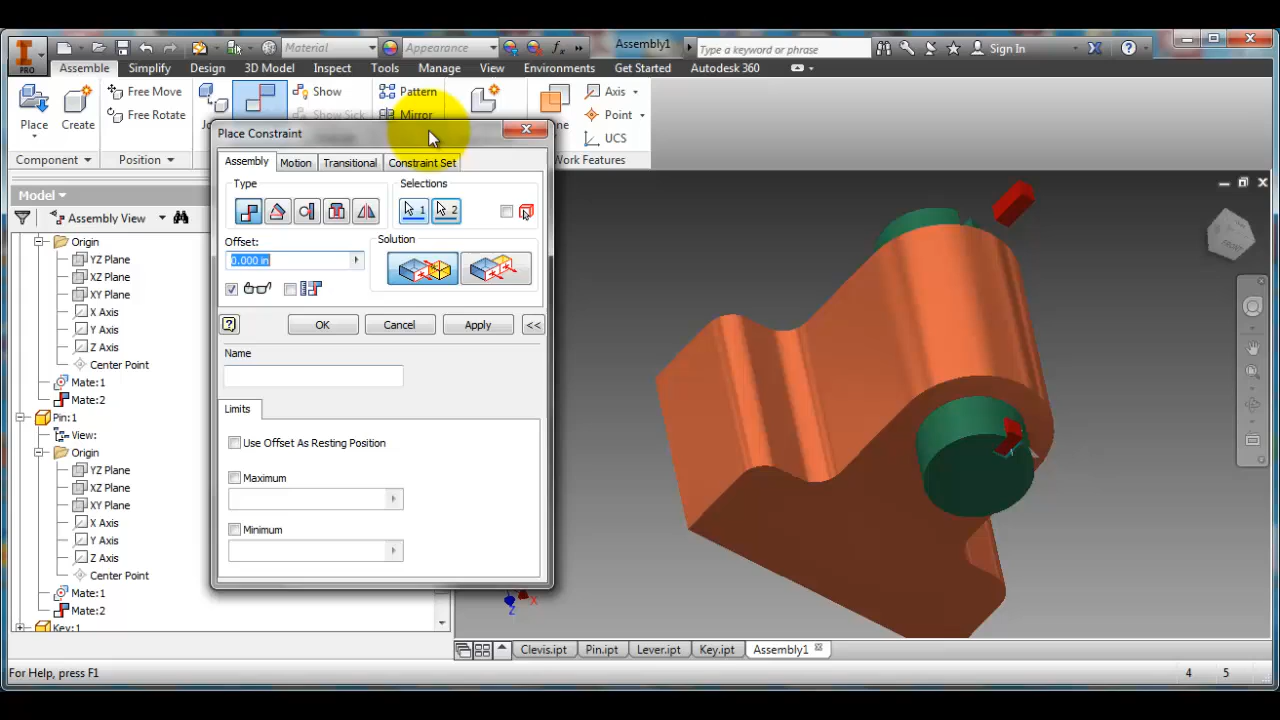 Material
Appearance
Assembly1
Type a keyword or phrase
Sign In
PRO
Assemble
Simplify
Design
3D Model
Inspect
Tools
Manage
View
Environments
Get Started
Autodesk 360
Place
Create
Free Move
Free Rotate
Show
Show Sick
Pattern
Mirror
Axis
Point
UCS
Component
Position
Work Features
Model
Assembly View
Origin
YZ Plane
XZ Plane
XY Plane
X Axis
Y Axis
Z Axis
Center Point
Mate:1
Mate:2
Pin:1
View:
Origin
YZ Plane
XZ Plane
XY Plane
X Axis
Y Axis
Z Axis
Center Point
Mate:1
Mate:2
Key:1
Place Constraint
Assembly
Motion
Transitional
Constraint Set
Type
Selections
1
2
Offset:
0.000 in
Solution
OK
Cancel
Apply
<<
Name
Limits
Use Offset As Resting Position
Maximum
Minimum
FRONT
Z
X
Clevis.ipt
Pin.ipt
Lever.ipt
Key.ipt
Assembly1
For Help, press F1
4
5